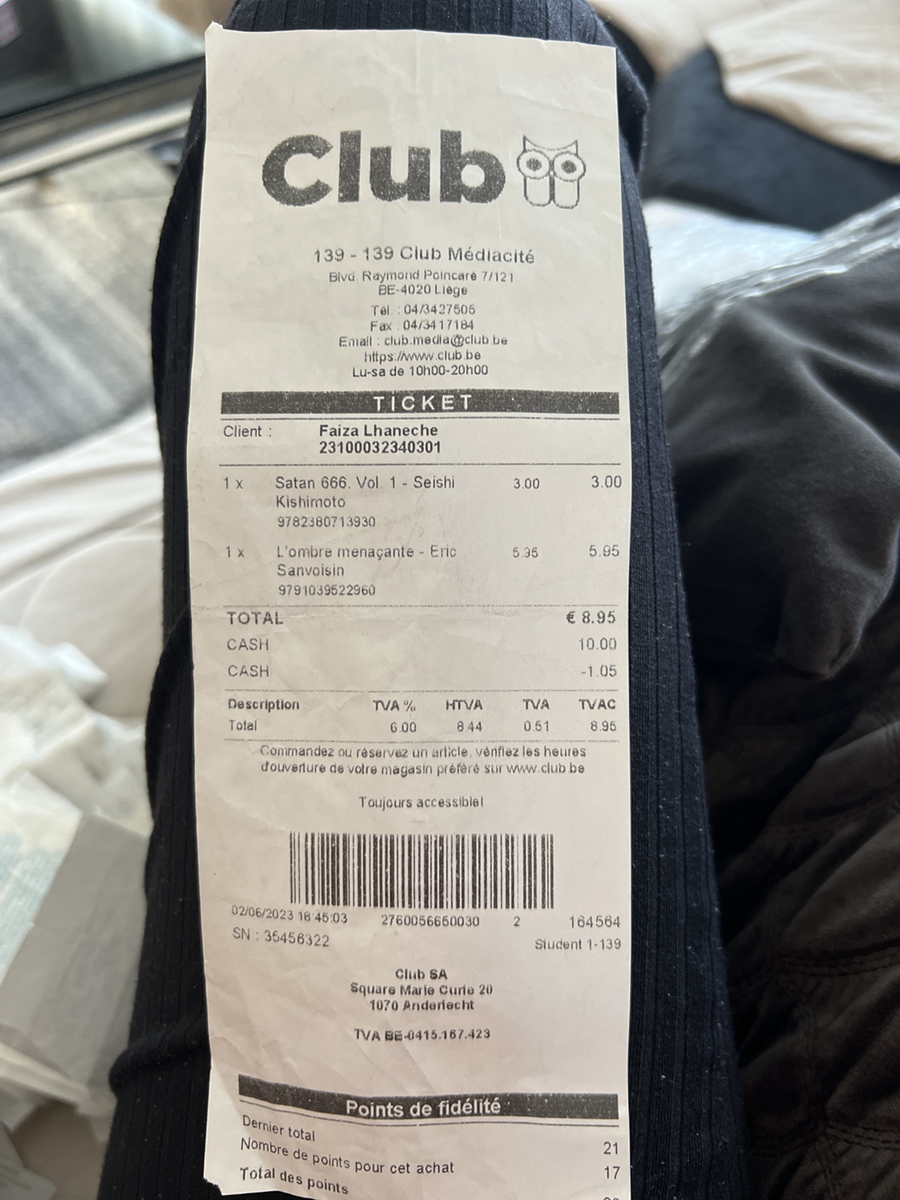 Club
139 - 139 Club Médiacité
Blvd. Raymond Poincaré 7/121
BE-4020 Liège
Tél. : 04/3427505
Fax : 04/3417184
Email : club.media@club.be
https://www.club.be
Lu-sa de 10h00-20h00
TICKET
Client : Faiza Lhaneche
23100032340301
1 x Satan 666. Vol. 1 - Seishi 3.00 3.00
Kishimoto
9782380713930
1 x L'ombre menaçante - Eric 5.95 5.95
Sanvoisin
9791039522960
TOTAL € 8.95
CASH 10.00
CASH -1.05
Description TVA % HTVA TVA TVAC
Total 6.00 8.44 0.51 8.95
Commandez ou réservez un article, vérifiez les heures
d'ouverture de votre magasin préféré sur www.club.be
Toujours accessible!
02/06/2023 18:45:03 2760056650030 2 164564
SN : 35456322 Student 1-139
Club SA
Square Marie Curie 20
1070 Anderlecht
TVA BE-0415.167.423
Points de fidélité
Dernier total 21
Nombre de points pour cet achat 17
Total des points